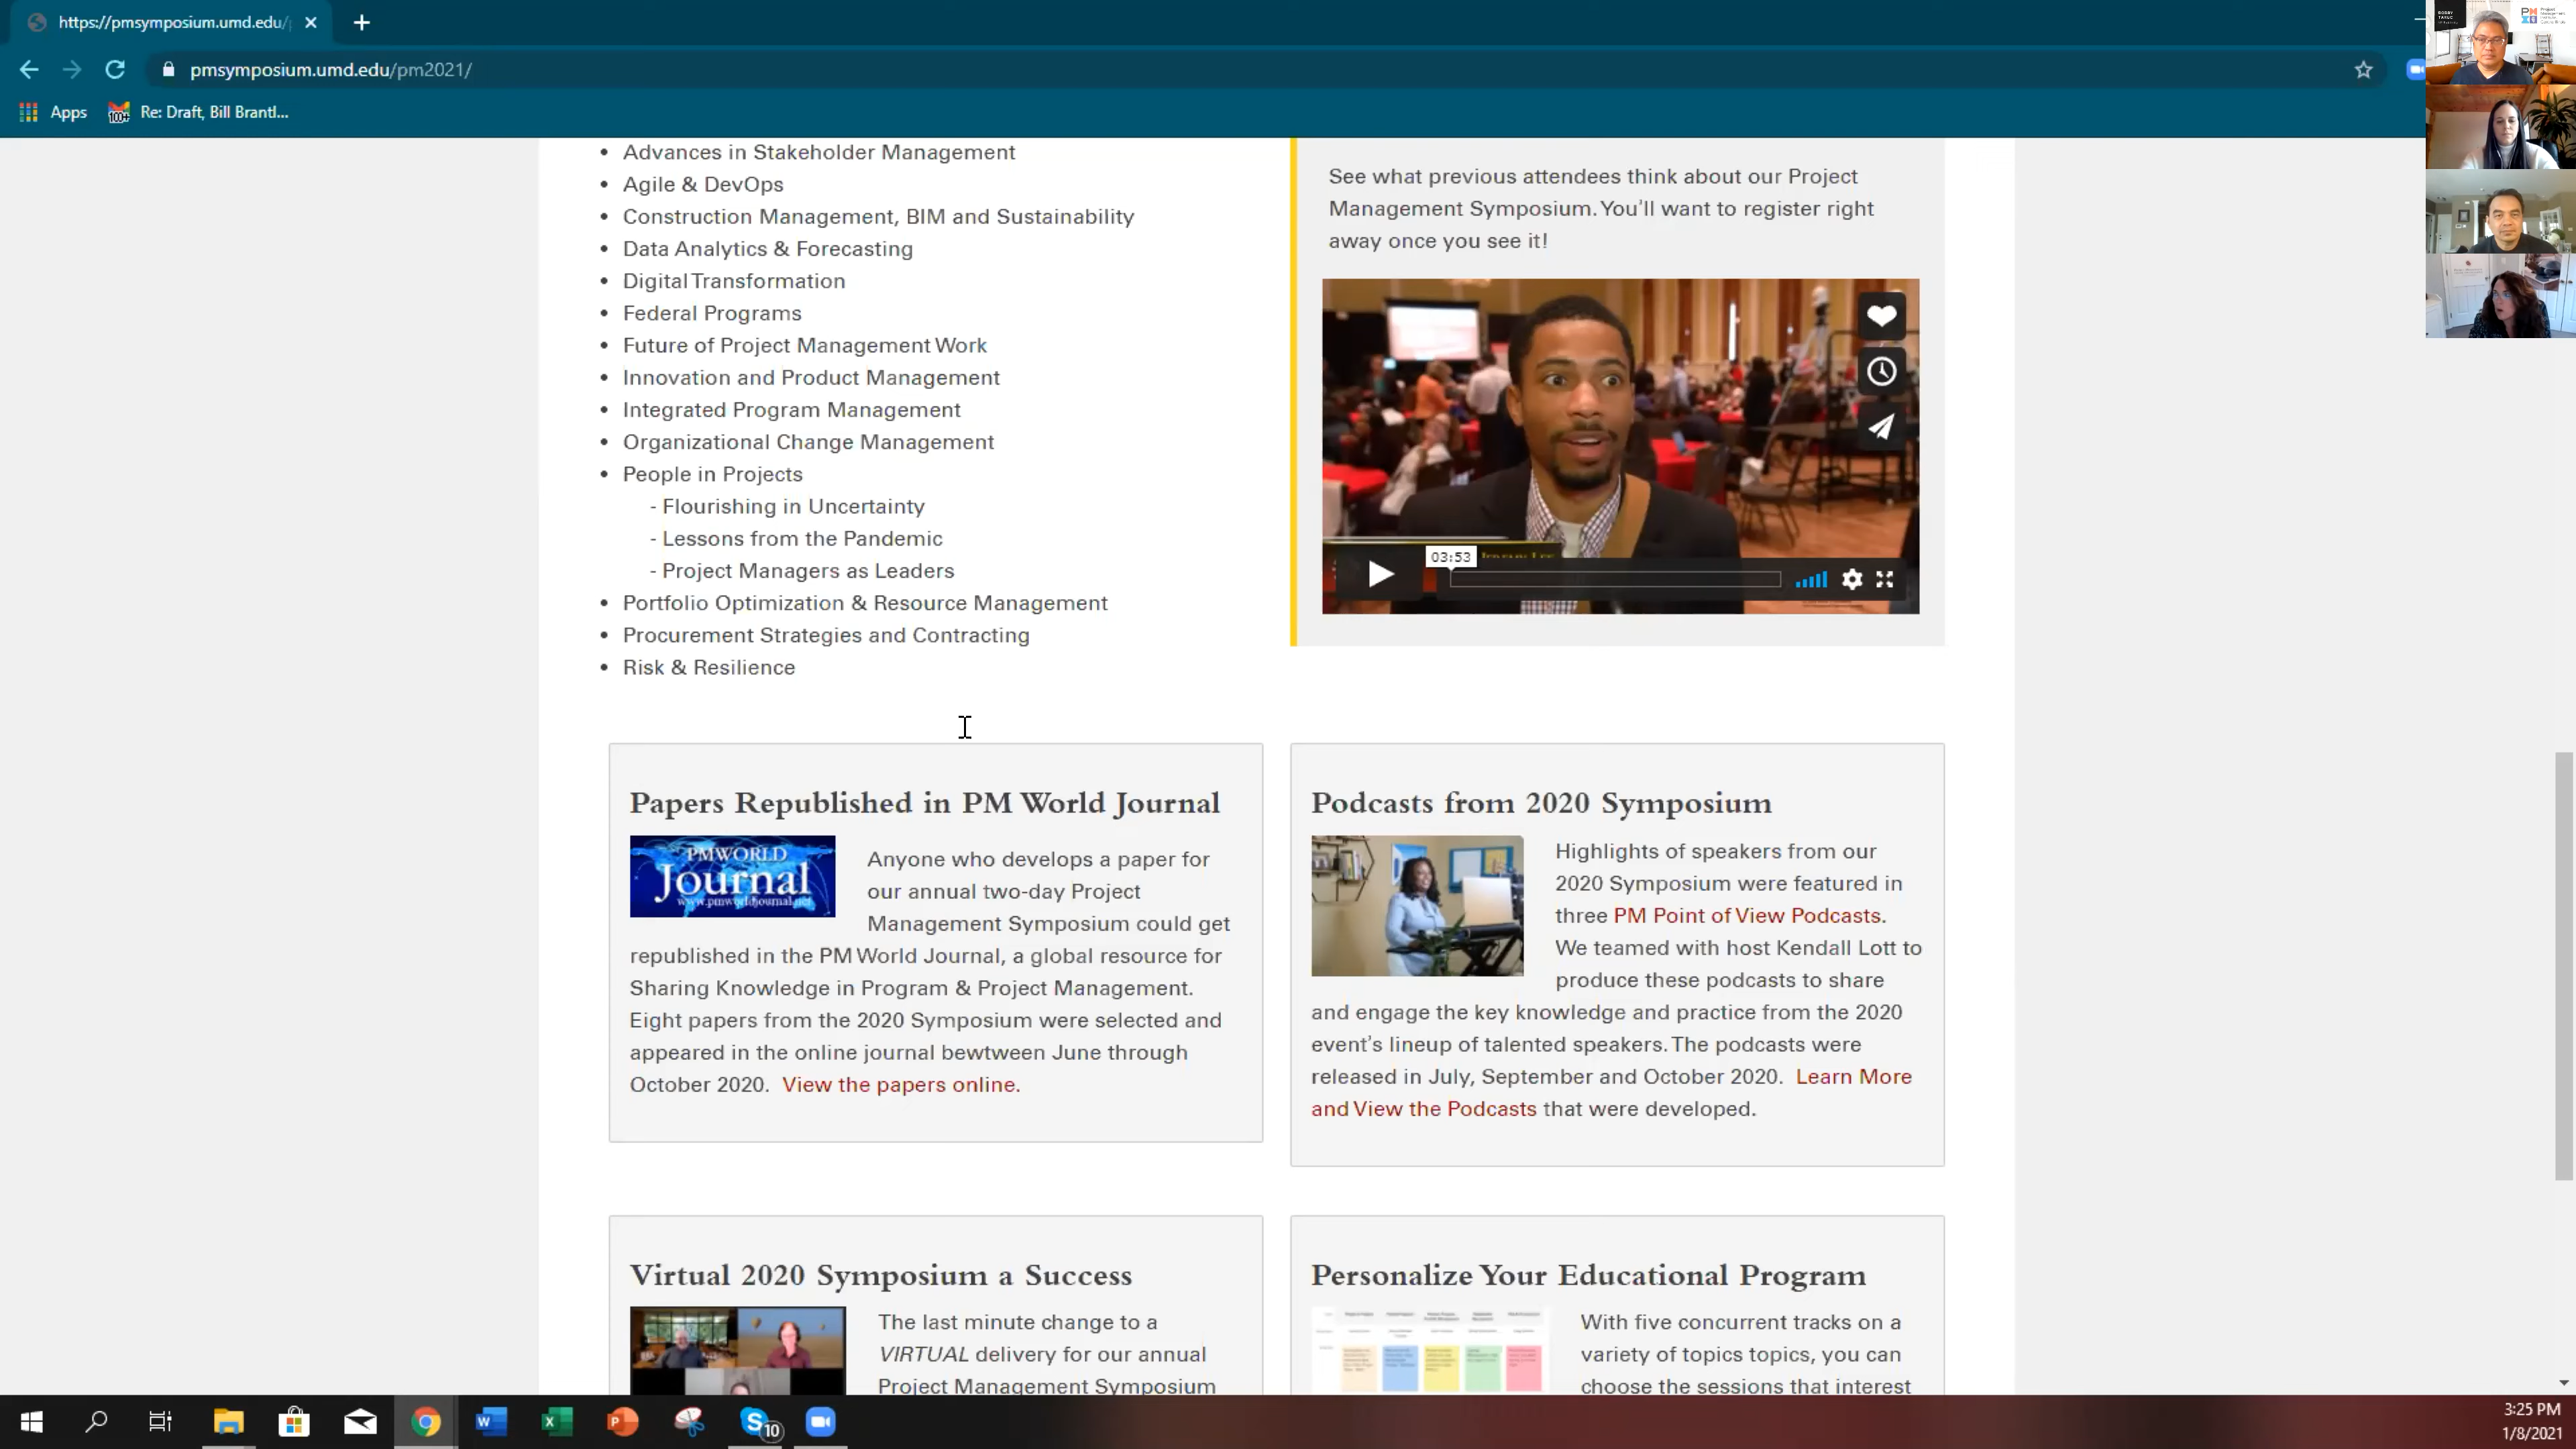 https://pmsymposium.umd.edu/
pmsymposium.umd.edu/pm2021/
Apps
Re: Draft, Bill Brantl...
• Advances in Stakeholder Management
• Agile & DevOps
• Construction Management, BIM and Sustainability
• Data Analytics & Forecasting
• Digital Transformation
• Federal Programs
• Future of Project Management Work
• Innovation and Product Management
• Integrated Program Management
• Organizational Change Management
• People in Projects
- Flourishing in Uncertainty
- Lessons from the Pandemic
- Project Managers as Leaders
• Portfolio Optimization & Resource Management
• Procurement Strategies and Contracting
• Risk & Resilience
See what previous attendees think about our Project
Management Symposium. You'll want to register right
away once you see it!
03:53
Papers Republished in PM World Journal
PMWORLD
Journal
www.pmworldjournal.net
Anyone who develops a paper for
our annual two-day Project
Management Symposium could get
republished in the PM World Journal, a global resource for
Sharing Knowledge in Program & Project Management.
Eight papers from the 2020 Symposium were selected and
appeared in the online journal bewtween June through
October 2020. View the papers online.
Podcasts from 2020 Symposium
Highlights of speakers from our
2020 Symposium were featured in
three PM Point of View Podcasts.
We teamed with host Kendall Lott to
produce these podcasts to share
and engage the key knowledge and practice from the 2020
event's lineup of talented speakers. The podcasts were
released in July, September and October 2020. Learn More
and View the Podcasts that were developed.
Virtual 2020 Symposium a Success
The last minute change to a
VIRTUAL delivery for our annual
Project Management Symposium
Personalize Your Educational Program
With five concurrent tracks on a
variety of topics topics, you can
choose the sessions that interest
10
3:25 PM
1/8/2021